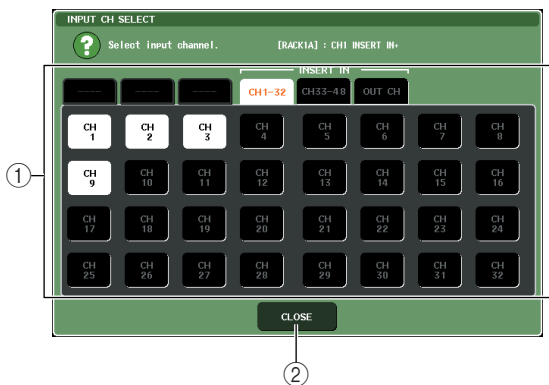 INPUT CH SELECT
?
Select input channel. [RACK1A] : CH1 INSERT IN+
INSERT IN
---- ---- ---- CH1-32 CH33-48 OUT CH
CH 1 CH 2 CH 3 CH 4 CH 5 CH 6 CH 7 CH 8
1
CH 9 CH 10 CH 11 CH 12 CH 13 CH 14 CH 15 CH 16
CH 17 CH 18 CH 19 CH 20 CH 21 CH 22 CH 23 CH 24
CH 25 CH 26 CH 27 CH 28 CH 29 CH 30 CH 31 CH 32
CLOSE
2